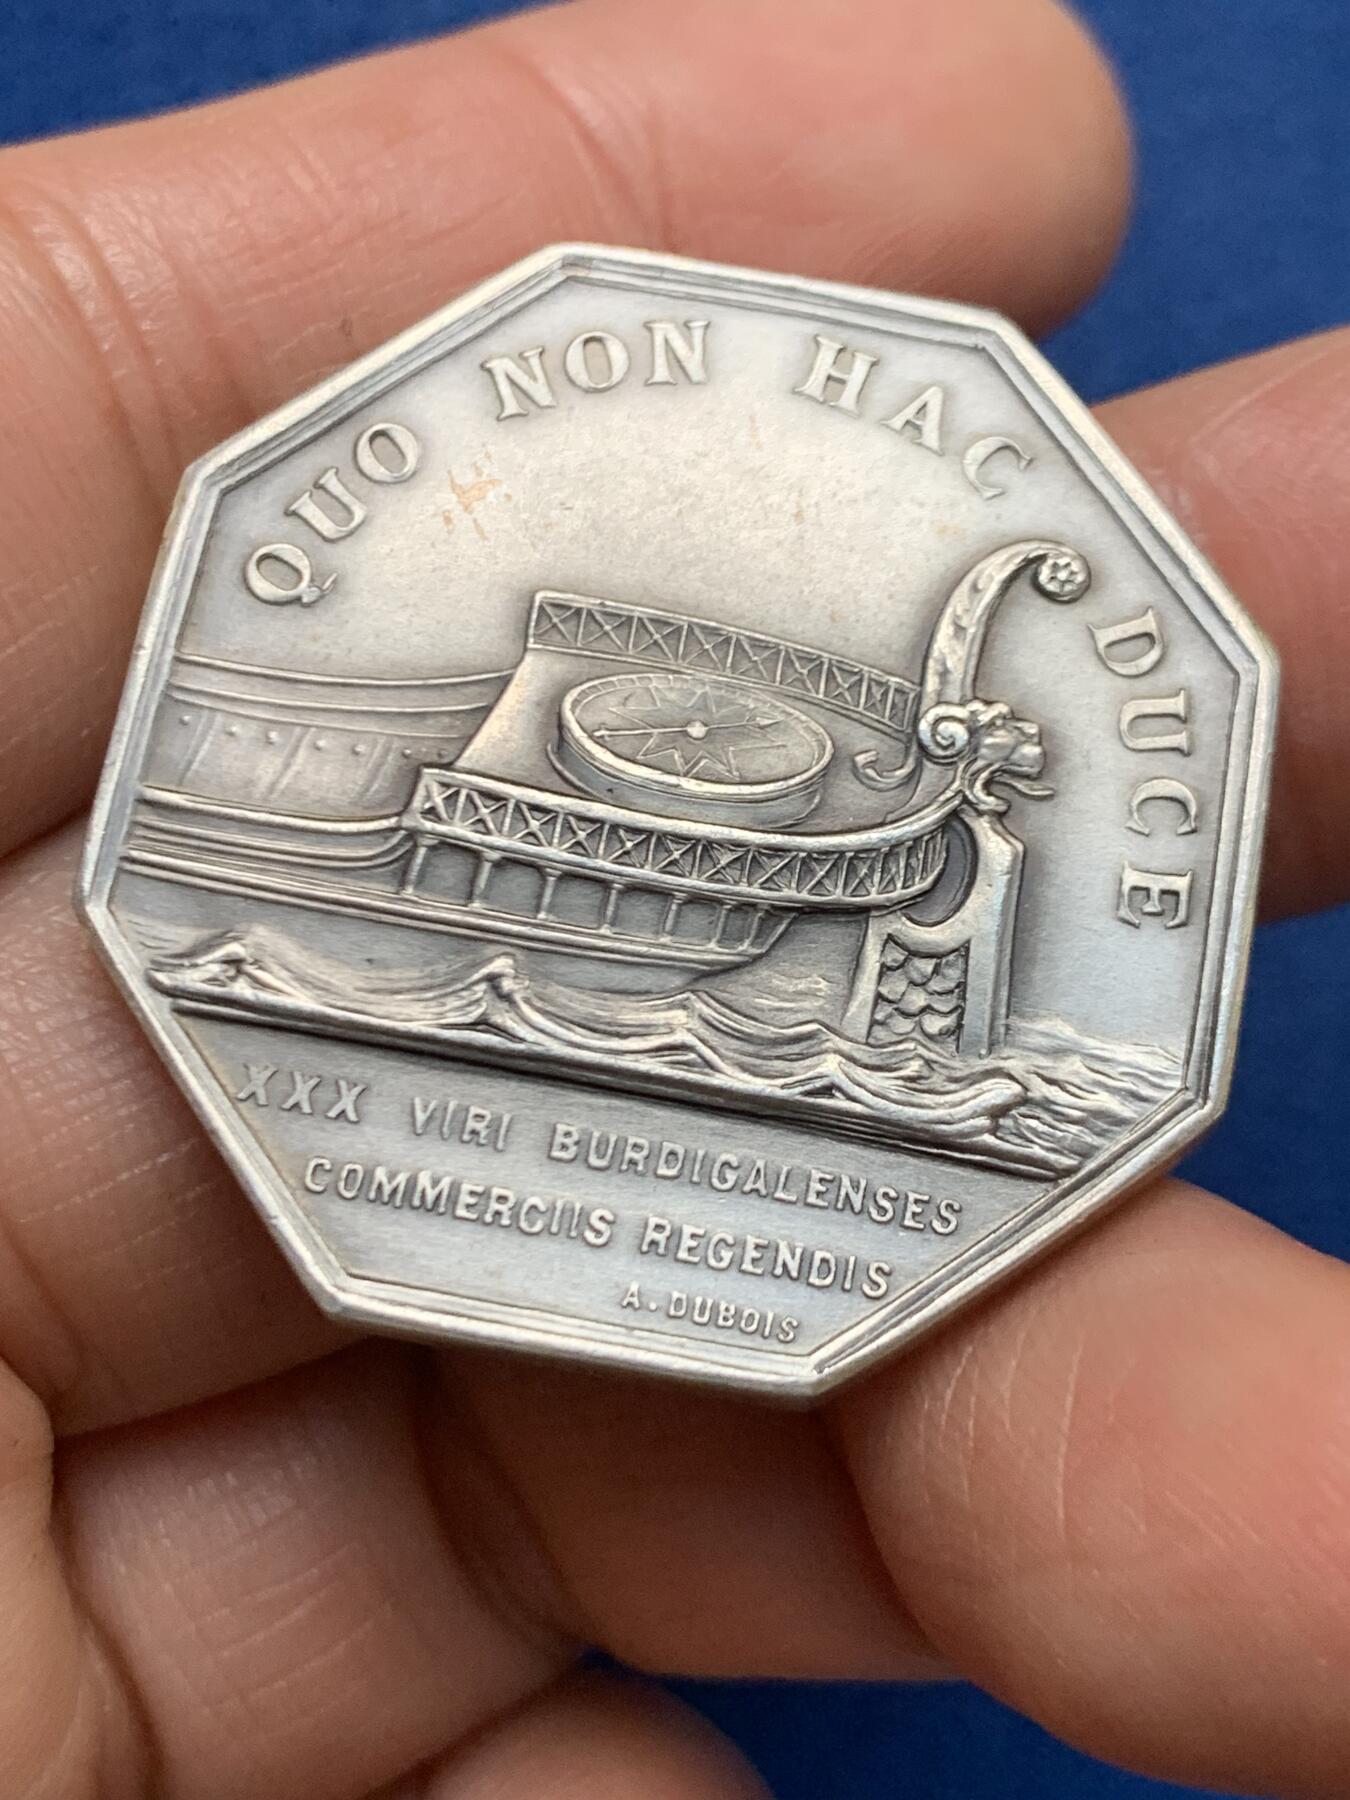 QUO NON HAC DUCE
XXX VIRI BURDIGALENSES
COMMERCIIS REGENDIS
A. DUBOIS